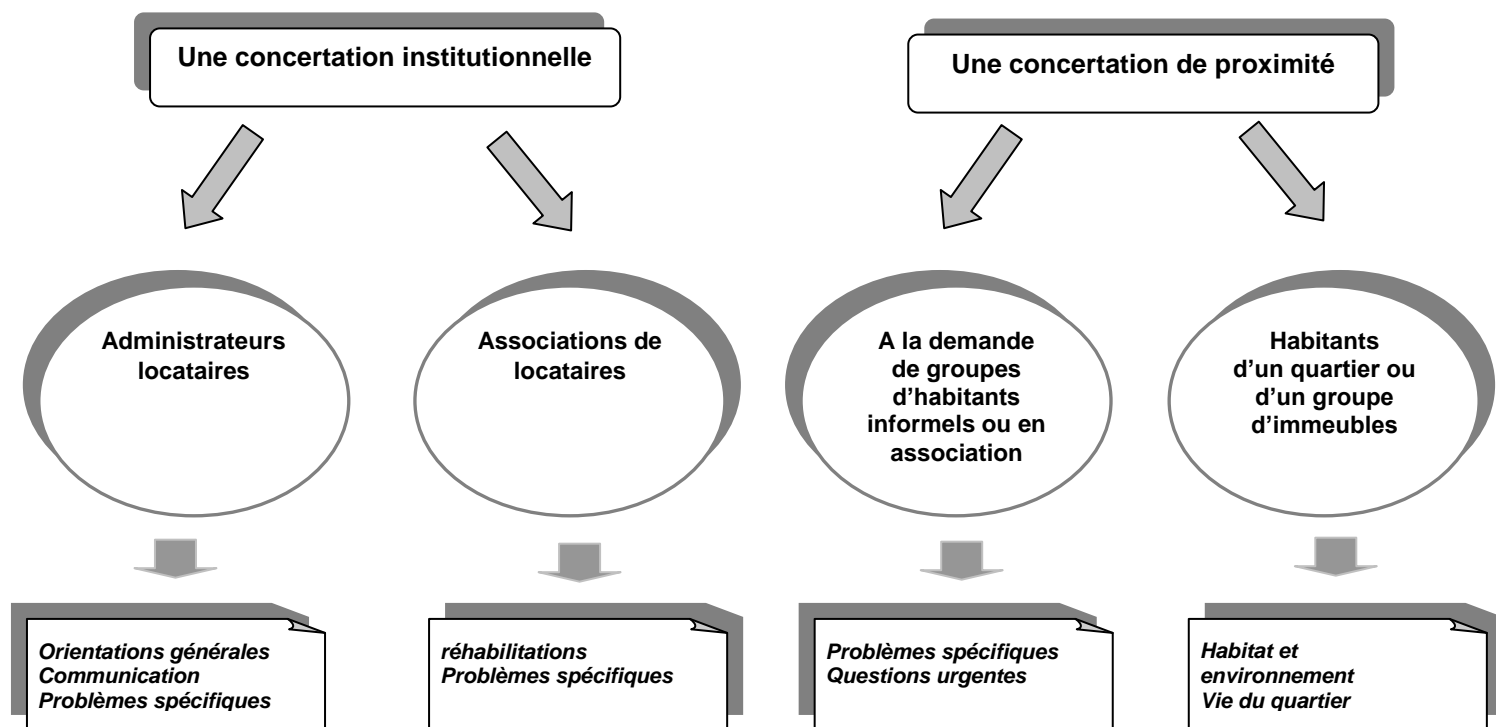 Une concertation institutionnelle
Une concertation de proximité
Administrateurs
locataires
Associations de
locataires
A la demande
de groupes
d’habitants
informels ou en
association
Habitants
d’un quartier ou
d’un groupe
d’immeubles
Orientations générales
Communication
Problèmes spécifiques
réhabilitations
Problèmes spécifiques
Problèmes spécifiques
Questions urgentes
Habitat et
environnement
Vie du quartier